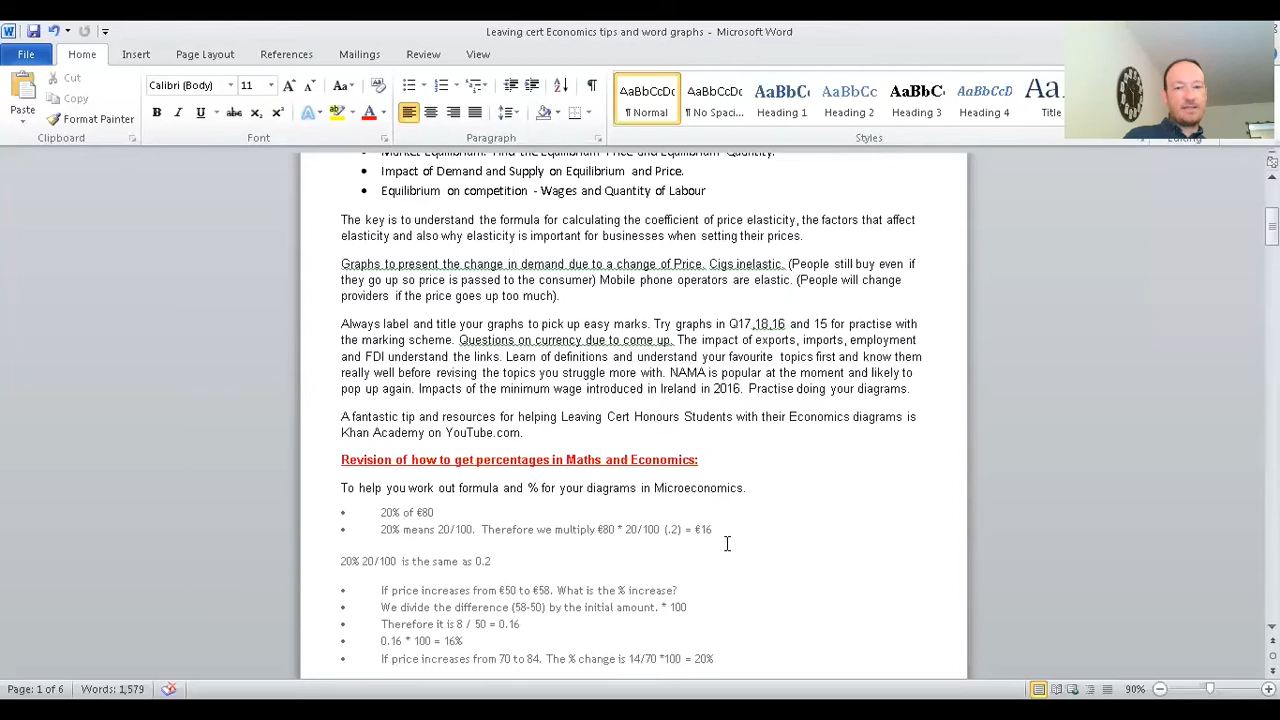 Leaving cert Economics tips and word graphs - Microsoft Word
File Home Insert Page Layout References Mailings Review View
Cut
Copy
Format Painter
Paste
Calibri (Body) 11
AaBbCcDc AaBbCcDc AaBbC AaBbCc AaBbC AaBbCcD Aa
¶ Normal ¶ No Spaci... Heading 1 Heading 2 Heading 3 Heading 4 Title
Clipboard Font Paragraph Styles Editing
Market Equilibrium. Find the Equilibrium Price and Equilibrium Quantity.
• Impact of Demand and Supply on Equilibrium and Price.
• Equilibrium on competition - Wages and Quantity of Labour
The key is to understand the formula for calculating the coefficient of price elasticity, the factors that affect
elasticity and also why elasticity is important for businesses when setting their prices.
Graphs to present the change in demand due to a change of Price. Cigs inelastic. (People still buy even if
they go up so price is passed to the consumer) Mobile phone operators are elastic. (People will change
providers if the price goes up too much).
Always label and title your graphs to pick up easy marks. Try graphs in Q17,18,16 and 15 for practise with
the marking scheme. Questions on currency due to come up. The impact of exports, imports, employment
and FDI understand the links. Learn of definitions and understand your favourite topics first and know them
really well before revising the topics you struggle more with. NAMA is popular at the moment and likely to
pop up again. Impacts of the minimum wage introduced in Ireland in 2016. Practise doing your diagrams.
A fantastic tip and resources for helping Leaving Cert Honours Students with their Economics diagrams is
Khan Academy on YouTube.com.
Revision of how to get percentages in Maths and Economics:
To help you work out formula and % for your diagrams in Microeconomics.
• 20% of €80
• 20% means 20/100. Therefore we multiply €80 * 20/100 (.2) = €16
20% 20/100 is the same as 0.2
• If price increases from €50 to €58. What is the % increase?
• We divide the difference (58-50) by the initial amount. * 100
• Therefore it is 8 / 50 = 0.16
• 0.16 * 100 = 16%
• If price increases from 70 to 84. The % change is 14/70 *100 = 20%
Page: 1 of 6 Words: 1,579 90%